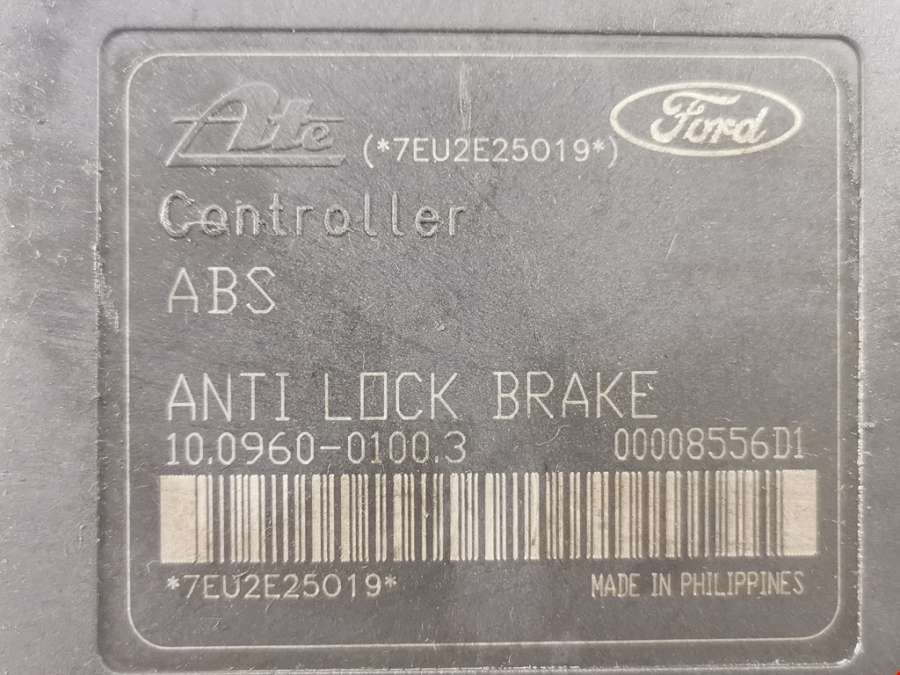 Ate (*7EU2E25019*) Ford
Controller
ABS
ANTI LOCK BRAKE
10.0960-0100.3 00008556D1
*7EU2E25019* MADE IN PHILIPPINES